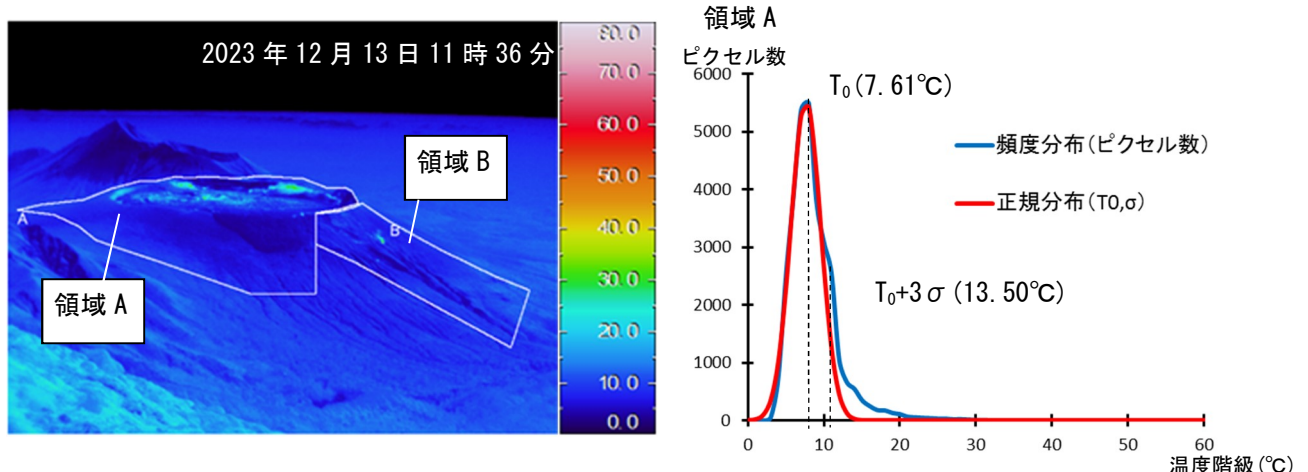 2023 年 12 月 13 日 11 時 36 分
領域 A
領域 B
A
B
80.0
70.0
60.0
50.0
40.0
30.0
20.0
10.0
0.0
領域 A
ピクセル数
6000
5000
4000
3000
2000
1000
0
T₀(7.61℃)
頻度分布(ピクセル数)
正規分布(T0,σ)
T₀+3σ(13.50℃)
0 10 20 30 40 50 60
温度階級(℃)